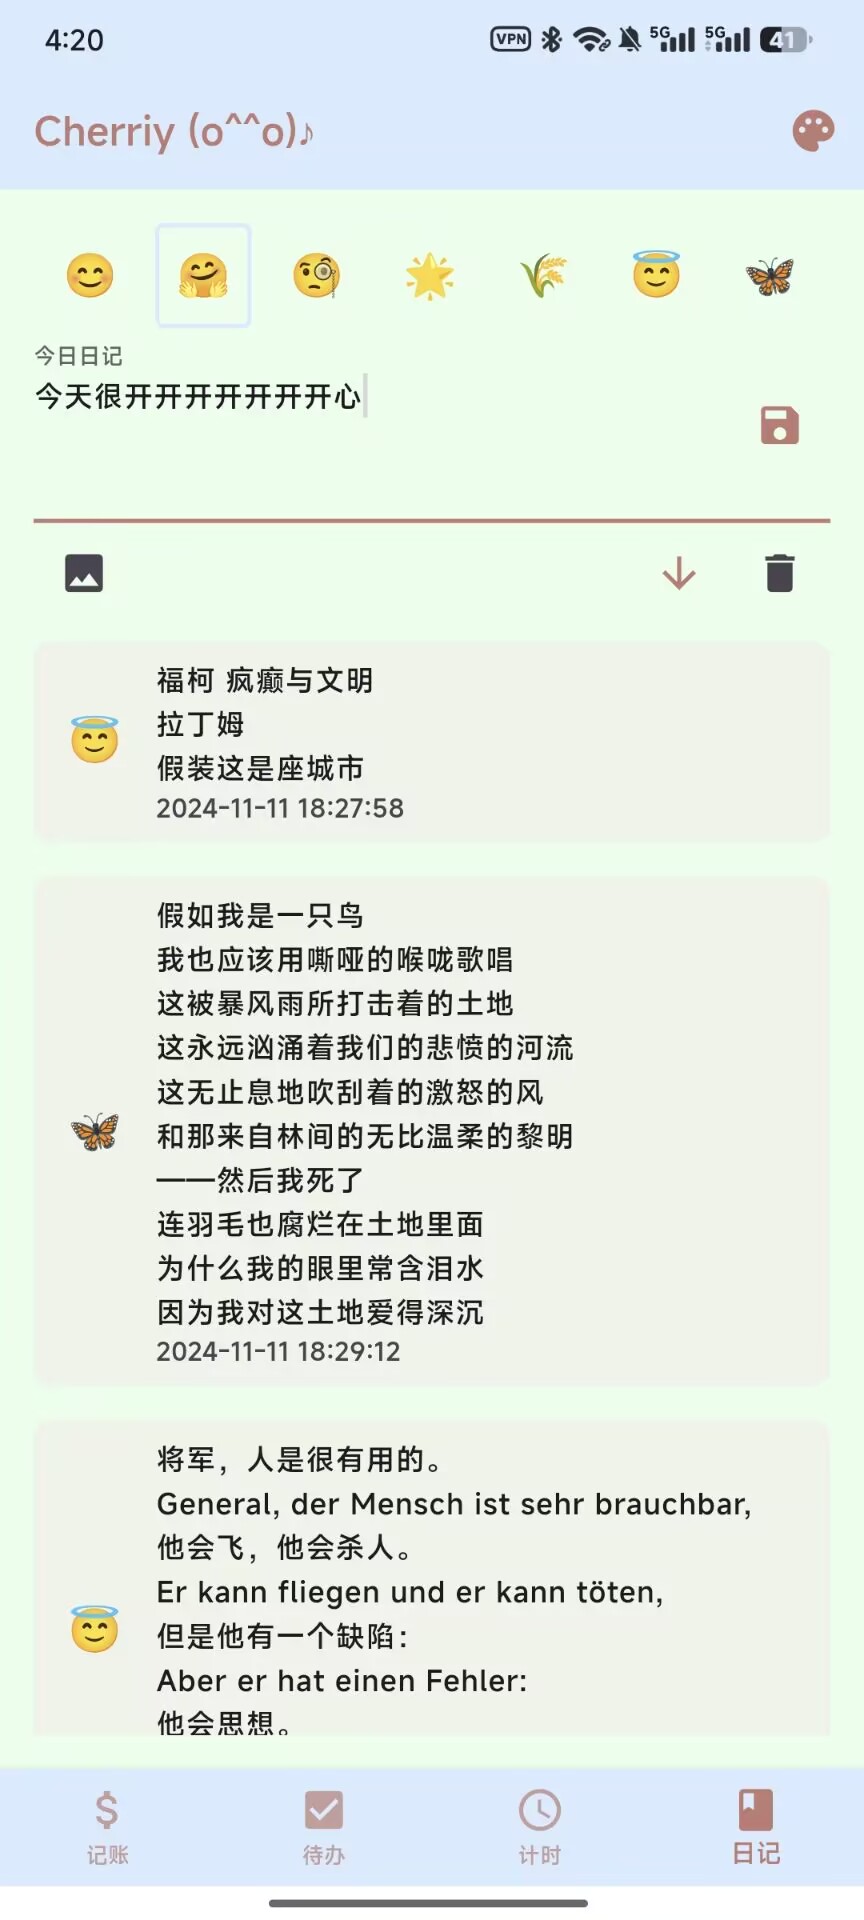 4:20
VPN 5G 5G 41
Cherriy (o^^o)♪
今日日记
今天很开开开开开开开心
福柯 疯癫与文明
拉丁姆
假装这是座城市
2024-11-11 18:27:58
假如我是一只鸟
我也应该用嘶哑的喉咙歌唱
这被暴风雨所打击着的土地
这永远汹涌着我们的悲愤的河流
这无止息地吹刮着的激怒的风
和那来自林间的无比温柔的黎明
——然后我死了
连羽毛也腐烂在土地里面
为什么我的眼里常含泪水
因为我对这土地爱得深沉
2024-11-11 18:29:12
将军，人是很有用的。
General, der Mensch ist sehr brauchbar,
他会飞，他会杀人。
Er kann fliegen und er kann töten,
但是他有一个缺陷：
Aber er hat einen Fehler:
他会思想。
记账 待办 计时 日记